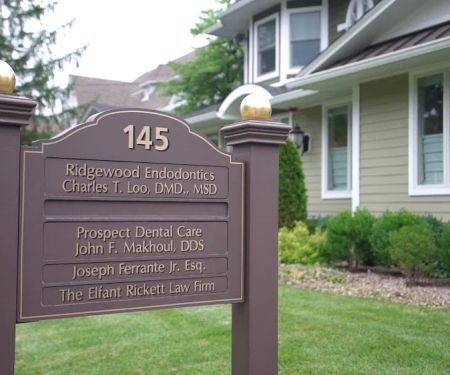 145
Ridgewood Endodontics
Charles T. Loo, DMD., MSD
Prospect Dental Care
John F. Makhoul, DDS
Joseph Ferrante Jr. Esq.
The Elfant Rickett Law Firm